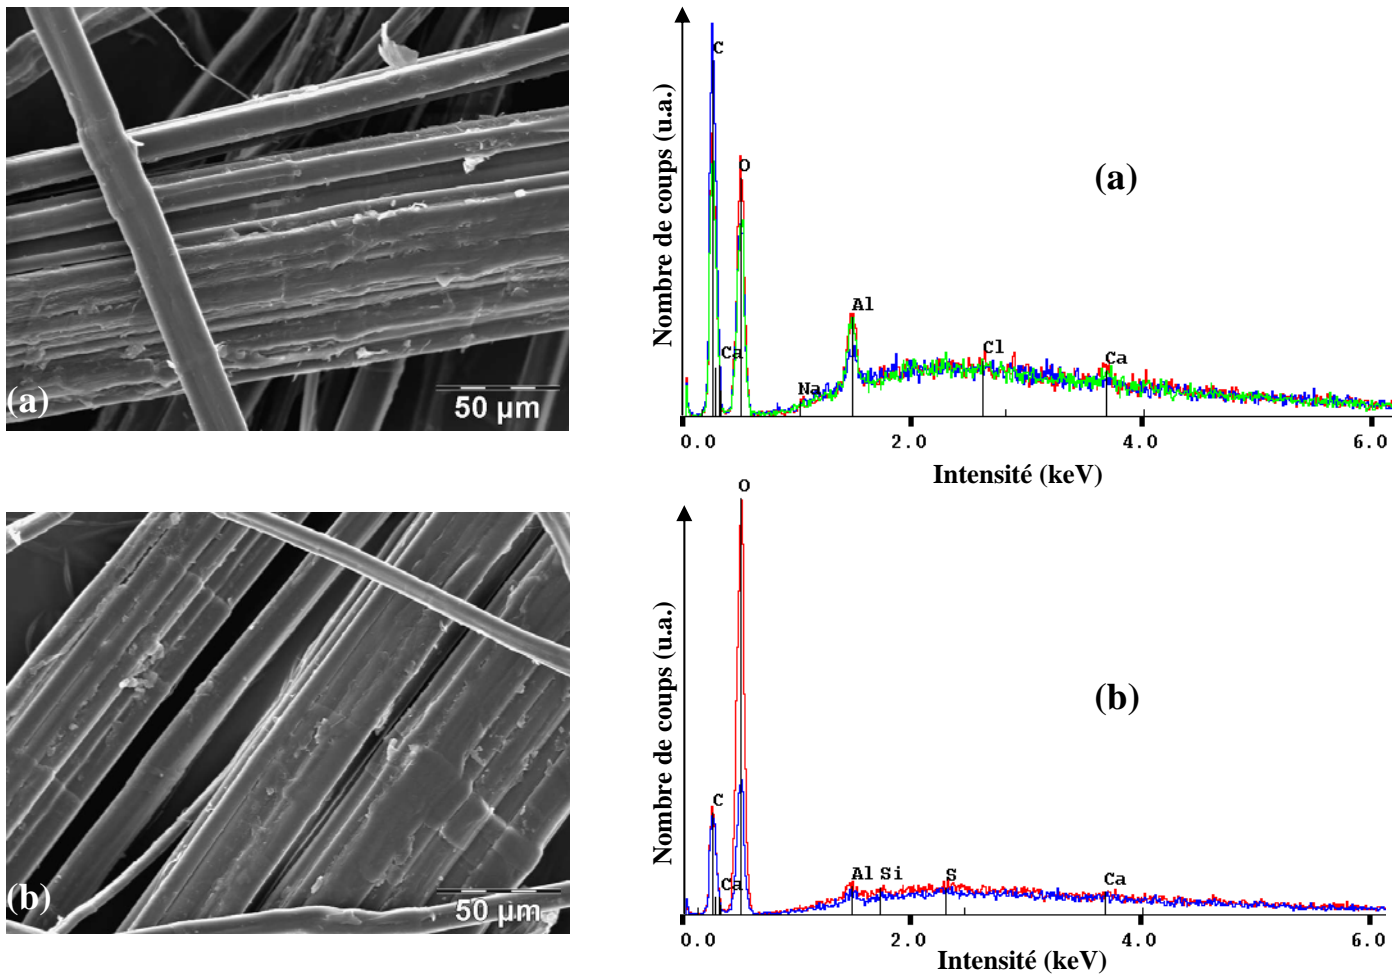 (a)
50 µm
Nombre de coups (u.a.)
C
O
Ca
Na
Al
Cl
Ca
(a)
0.0
2.0
4.0
6.0
Intensité (keV)
(b)
50 µm
Nombre de coups (u.a.)
O
C
Ca
Al
Si
S
Ca
(b)
0.0
2.0
4.0
6.0
Intensité (keV)